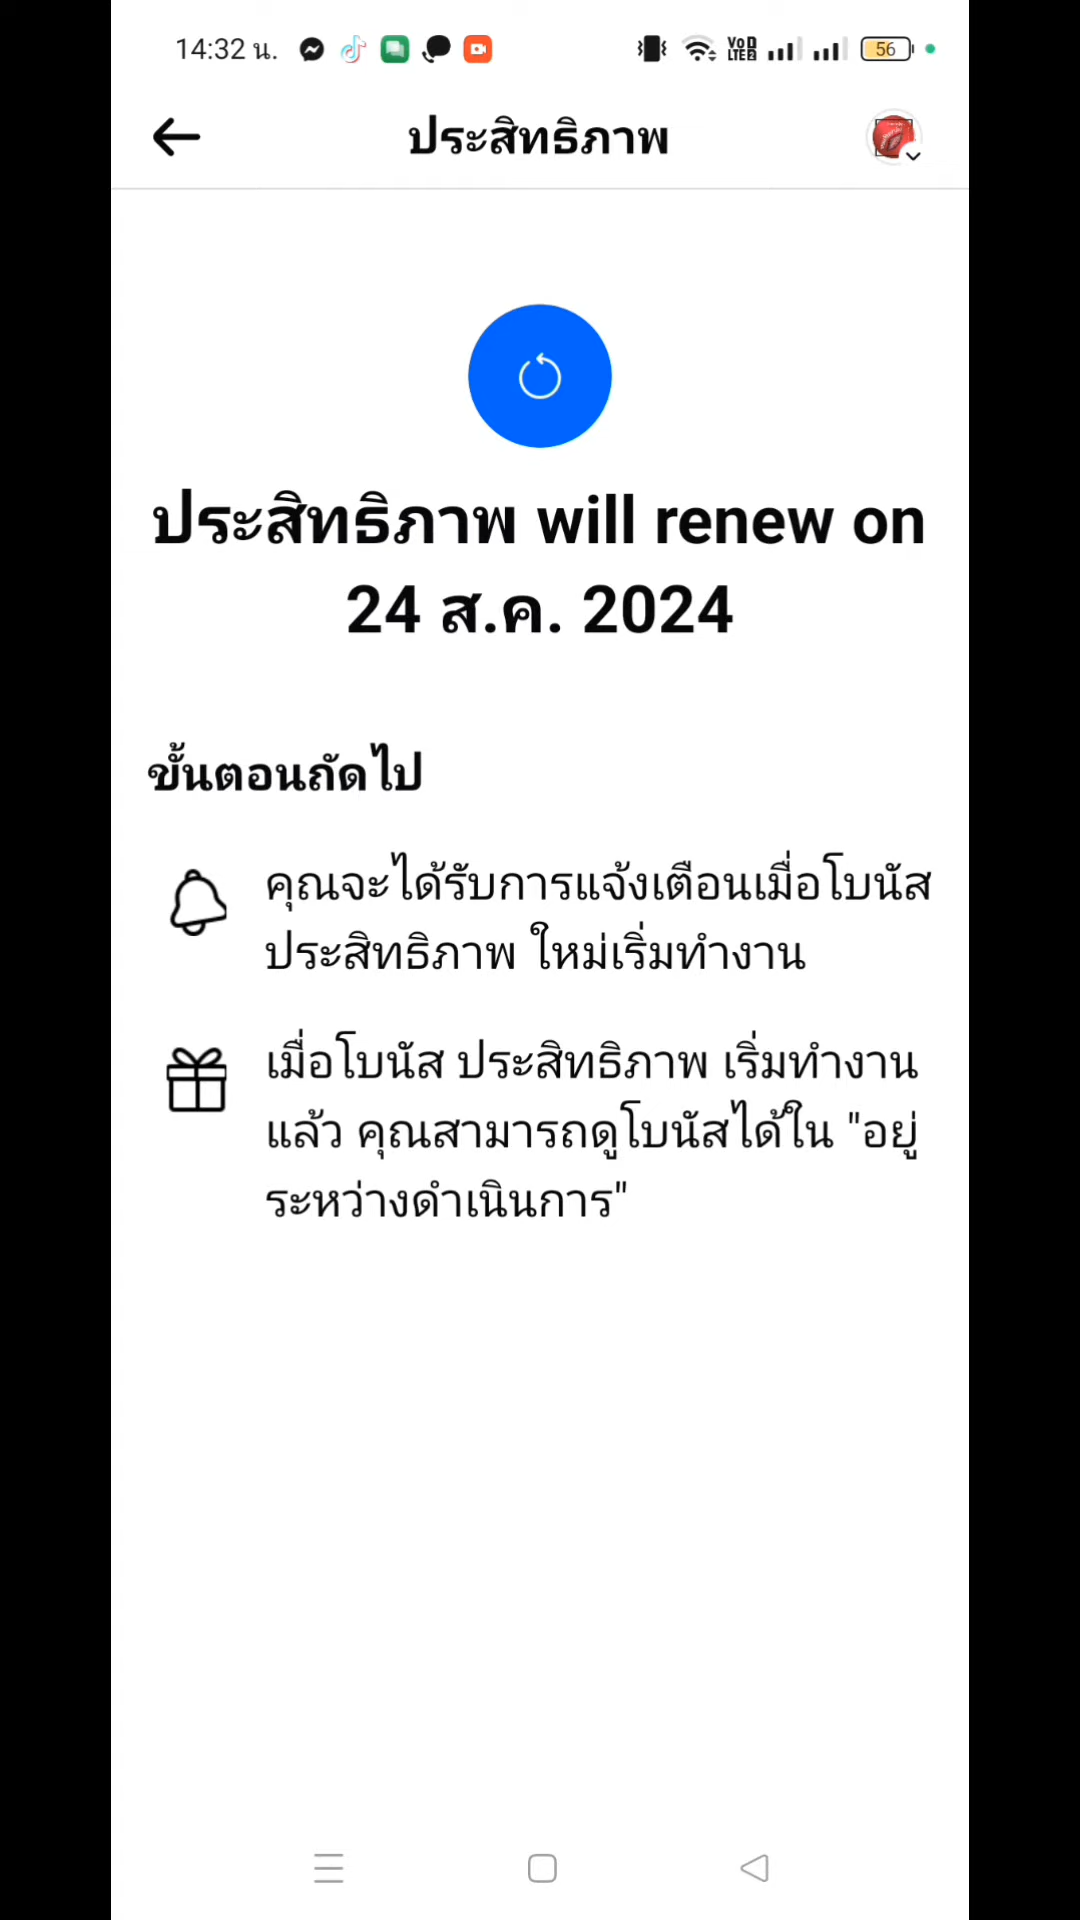 14:32 น.
VoD LTE2
56
ประสิทธิภาพ
ประสิทธิภาพ will renew on
24 ส.ค. 2024
ขั้นตอนถัดไป
คุณจะได้รับการแจ้งเตือนเมื่อโบนัส
ประสิทธิภาพ ใหม่เริ่มทำงาน
เมื่อโบนัส ประสิทธิภาพ เริ่มทำงาน
แล้ว คุณสามารถดูโบนัสได้ใน "อยู่
ระหว่างดำเนินการ"